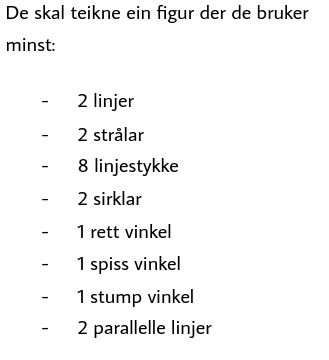 De skal teikne ein figur der de bruker
minst:
- 2 linjer
- 2 strålar
- 8 linjestykke
- 2 sirklar
- 1 rett vinkel
- 1 spiss vinkel
- 1 stump vinkel
- 2 parallelle linjer